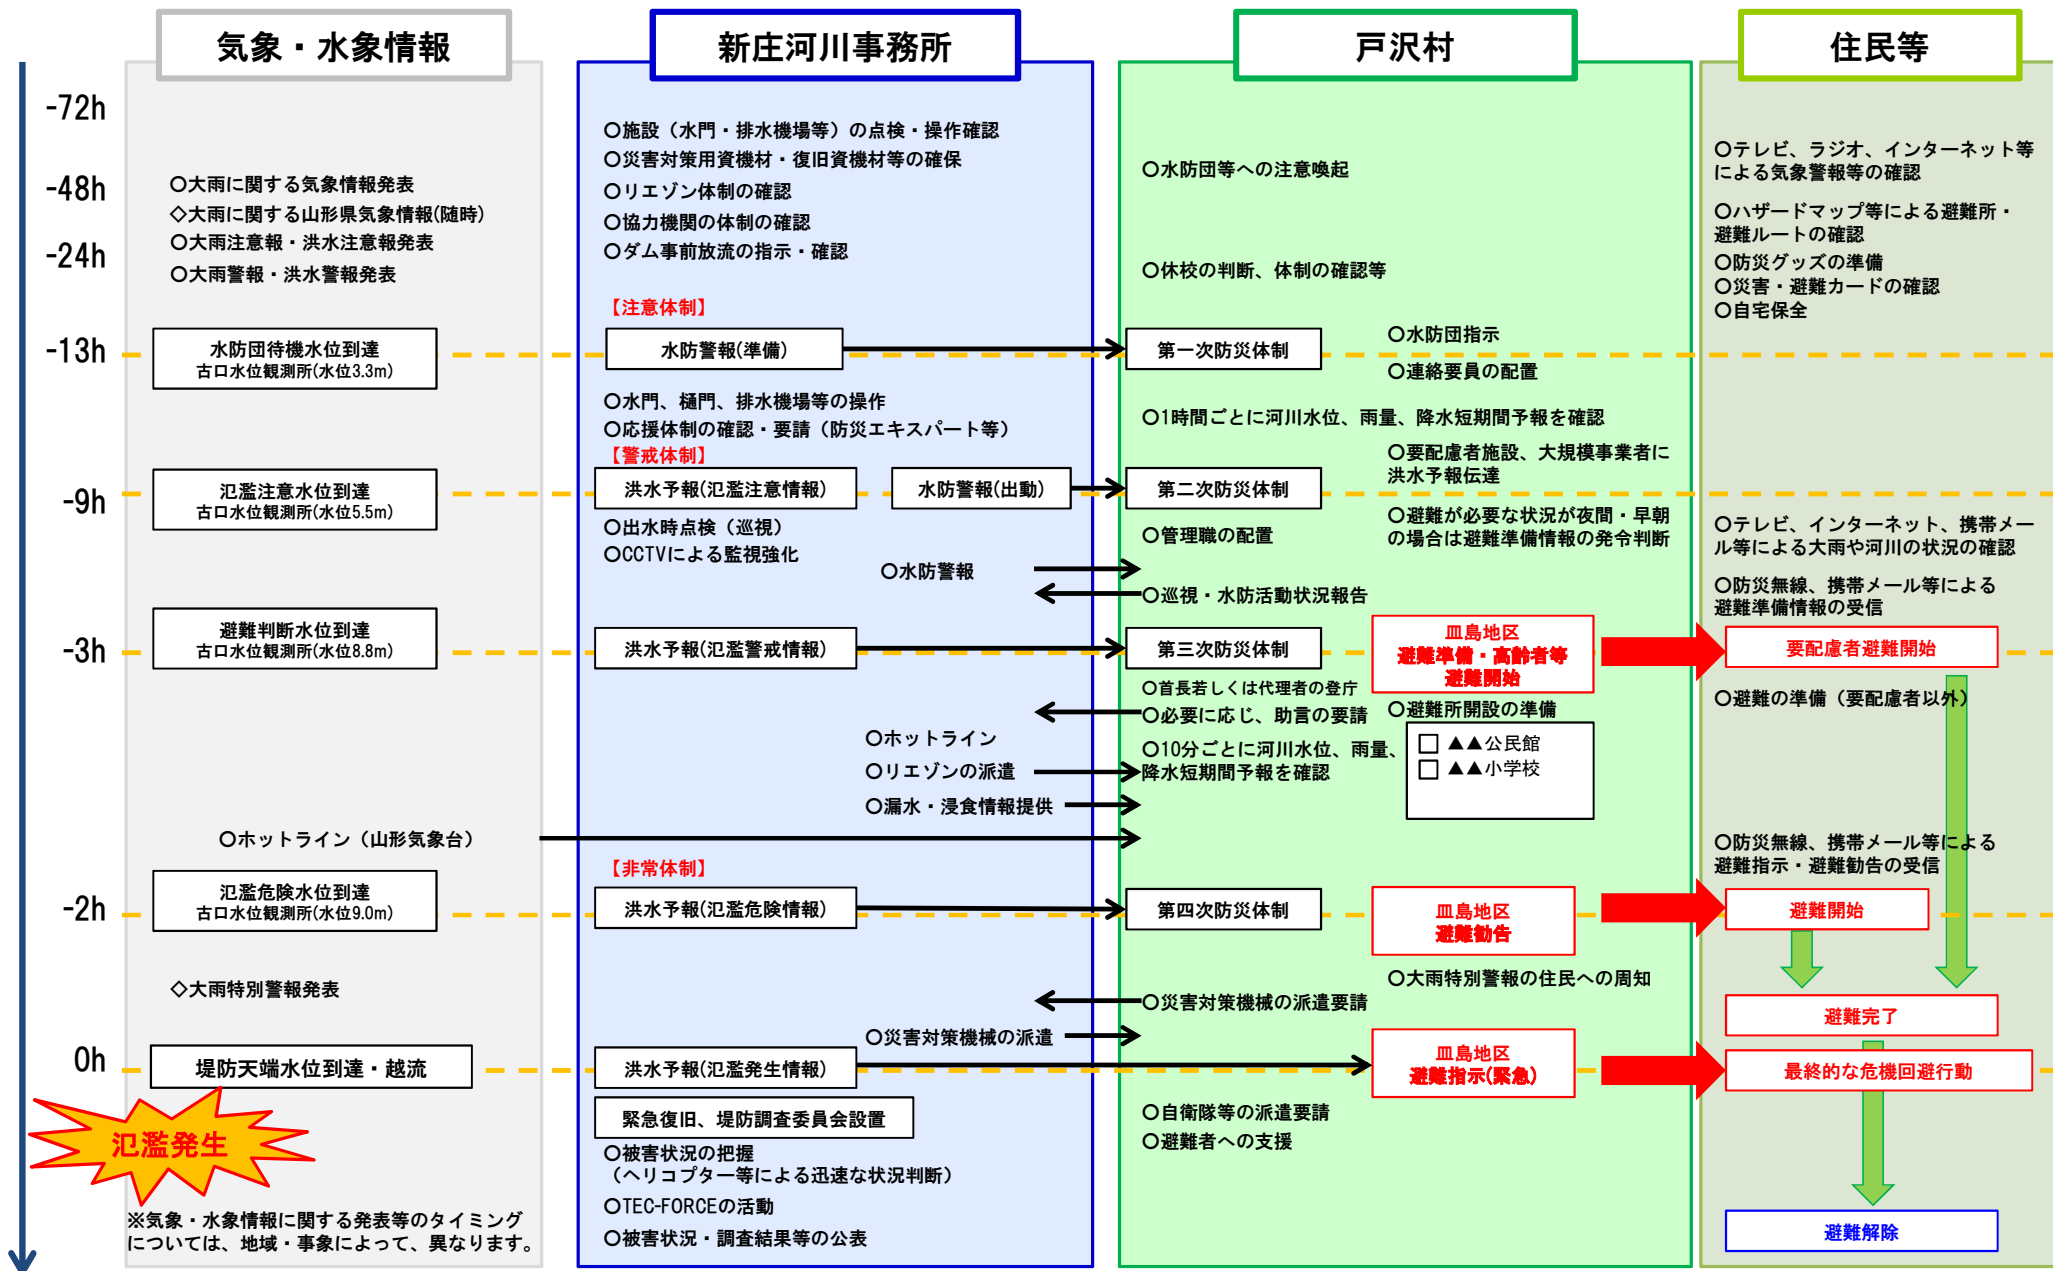 気象・水象情報
新庄河川事務所
戸沢村
住民等
-72h
-48h
-24h
-13h
-9h
-3h
-2h
0h
〇大雨に関する気象情報発表
◇大雨に関する山形県気象情報(随時)
〇大雨注意報・洪水注意報発表
〇大雨警報・洪水警報発表
水防団待機水位到達
古口水位観測所(水位3.3m)
氾濫注意水位到達
古口水位観測所(水位5.5m)
避難判断水位到達
古口水位観測所(水位8.8m)
〇ホットライン（山形気象台）
氾濫危険水位到達
古口水位観測所(水位9.0m)
◇大雨特別警報発表
堤防天端水位到達・越流
氾濫発生
※気象・水象情報に関する発表等のタイミング
については、地域・事象によって、異なります。
〇施設（水門・排水機場等）の点検・操作確認
〇災害対策用資機材・復旧資機材等の確保
〇リエゾン体制の確認
〇協力機関の体制の確認
〇ダム事前放流の指示・確認
【注意体制】
水防警報(準備)
〇水門、樋門、排水機場等の操作
〇応援体制の確認・要請（防災エキスパート等）
【警戒体制】
洪水予報(氾濫注意情報)
水防警報(出動)
〇出水時点検（巡視）
〇CCTVによる監視強化
〇水防警報
洪水予報(氾濫警戒情報)
〇ホットライン
〇リエゾンの派遣
〇漏水・浸食情報提供
【非常体制】
洪水予報(氾濫危険情報)
〇災害対策機械の派遣
洪水予報(氾濫発生情報)
緊急復旧、堤防調査委員会設置
〇被害状況の把握
（ヘリコプター等による迅速な状況判断）
〇TEC-FORCEの活動
〇被害状況・調査結果等の公表
〇水防団等への注意喚起
〇休校の判断、体制の確認等
第一次防災体制
〇水防団指示
〇連絡要員の配置
〇1時間ごとに河川水位、雨量、降水短期間予報を確認
〇要配慮者施設、大規模事業者に
洪水予報伝達
第二次防災体制
〇管理職の配置
〇避難が必要な状況が夜間・早朝
の場合は避難準備情報の発令判断
〇巡視・水防活動状況報告
第三次防災体制
皿島地区
避難準備・高齢者等
避難開始
〇首長若しくは代理者の登庁
〇必要に応じ、助言の要請
〇避難所開設の準備
〇10分ごとに河川水位、雨量、
降水短期間予報を確認
□ ▲▲公民館
□ ▲▲小学校
第四次防災体制
皿島地区
避難勧告
〇大雨特別警報の住民への周知
〇災害対策機械の派遣要請
皿島地区
避難指示(緊急)
〇自衛隊等の派遣要請
〇避難者への支援
〇テレビ、ラジオ、インターネット等
による気象警報等の確認
〇ハザードマップ等による避難所・
避難ルートの確認
〇防災グッズの準備
〇災害・避難カードの確認
〇自宅保全
〇テレビ、インターネット、携帯メー
ル等による大雨や河川の状況の確認
〇防災無線、携帯メール等による
避難準備情報の受信
要配慮者避難開始
〇避難の準備（要配慮者以外）
〇防災無線、携帯メール等による
避難指示・避難勧告の受信
避難開始
避難完了
最終的な危機回避行動
避難解除